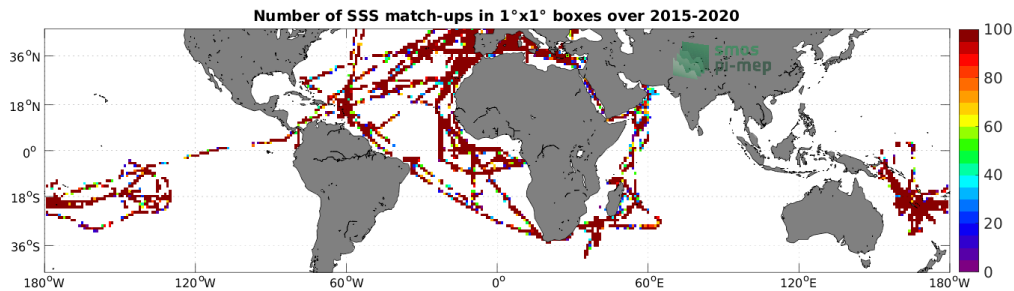 Number of SSS match-ups in 1°x1° boxes over 2015-2020
smos
pi-mep
36°N
18°N
0°
18°S
36°S
180°W
120°W
60°W
0°
60°E
120°E
180°W
100
80
60
40
20
0